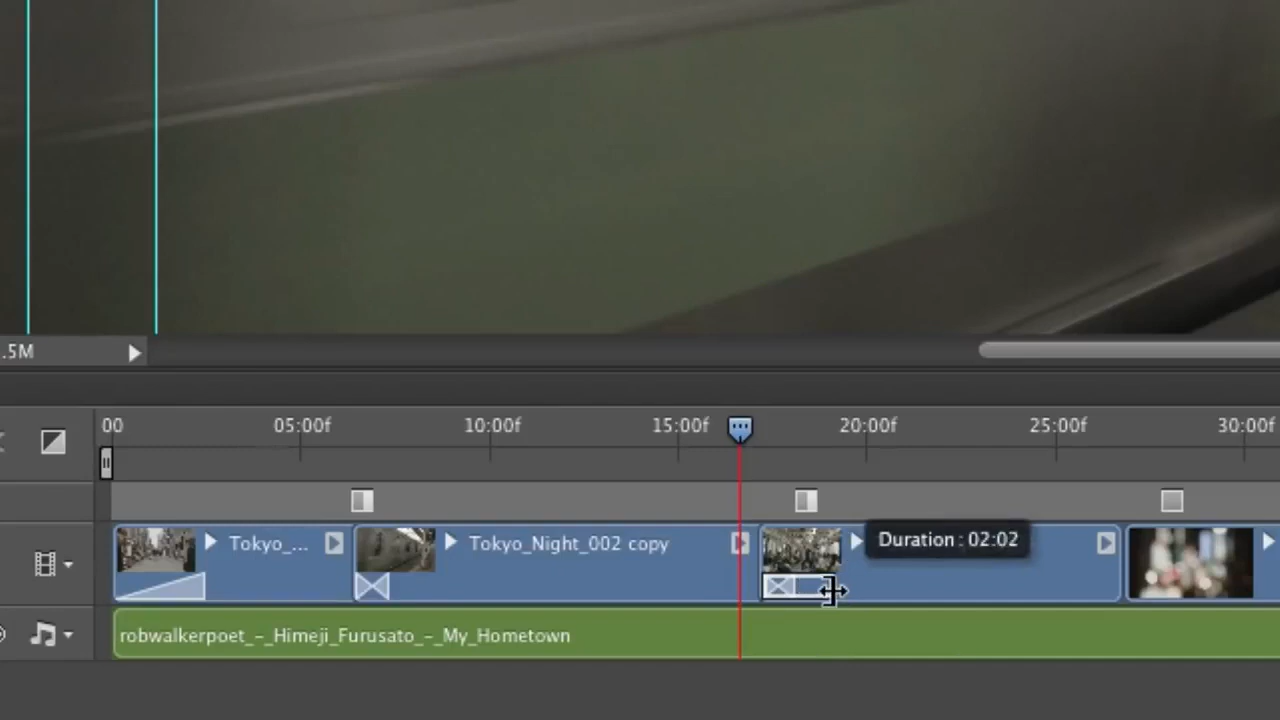 .5M
00 05:00f 10:00f 15:00f 20:00f 25:00f 30:00f
Tokyo_... Tokyo_Night_002 copy Duration : 02:02
robwalkerpoet_-_Himeji_Furusato_-_My_Hometown